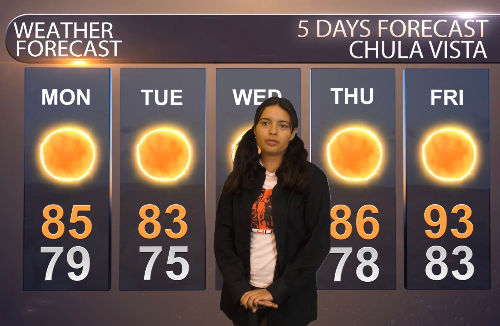 WEATHER
FORECAST
5 DAYS FORECAST
CHULA VISTA
MON TUE WED THU FRI
85 83 86 93
79 75 78 83